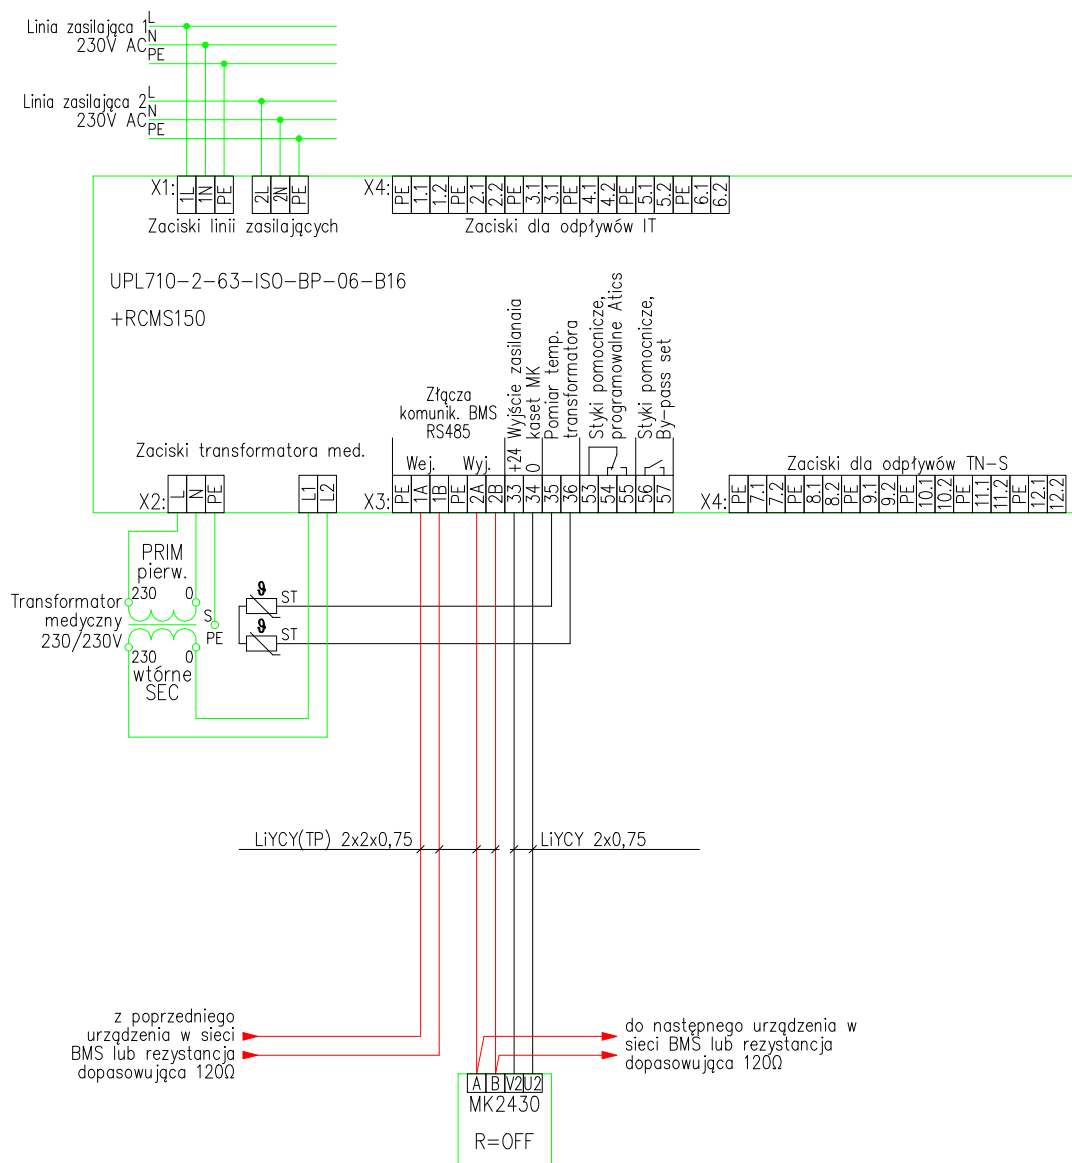 Linia zasilająca 1
230V AC
L
N
PE
Linia zasilająca 2
230V AC
L
N
PE
X1:
1L
1N
PE
2L
2N
PE
Zaciski linii zasilających
X4:
PE
1.1
1.2
PE
2.1
2.2
PE
3.1
3.1
PE
4.1
4.2
PE
5.1
5.2
PE
6.1
6.2
Zaciski dla odpływów IT
UPL710-2-63-ISO-BP-06-B16
+RCMS150
Złącza
komunik. BMS
RS485
Wej.
Wyj.
+24 Wyjście zasilanaia
0 kaset MK
Pomiar temp.
transformatora
Styki pomocnicze,
programowalne Atics
Styki pomocnicze,
By-pass set
Zaciski transformatora med.
X2:
L
N
PE
L1
L2
X3:
PE
1A
1B
PE
2A
2B
33
34
35
36
53
54
55
56
57
Zaciski dla odpływów TN-S
X4:
PE
7.1
7.2
PE
8.1
8.2
PE
9.1
9.2
PE
10.1
10.2
PE
11.1
11.2
PE
12.1
12.2
PRIM
pierw.
230
0
Transformator
medyczny
230/230V
S
PE
230
0
wtórne
SEC
ϑ
ST
ϑ
ST
LiYCY(TP) 2x2x0,75
LiYCY 2x0,75
z poprzedniego
urządzenia w sieci
BMS lub rezystancja
dopasowująca 120Ω
do następnego urządzenia w
sieci BMS lub rezystancja
dopasowująca 120Ω
A
B
V2
U2
MK2430
R=OFF